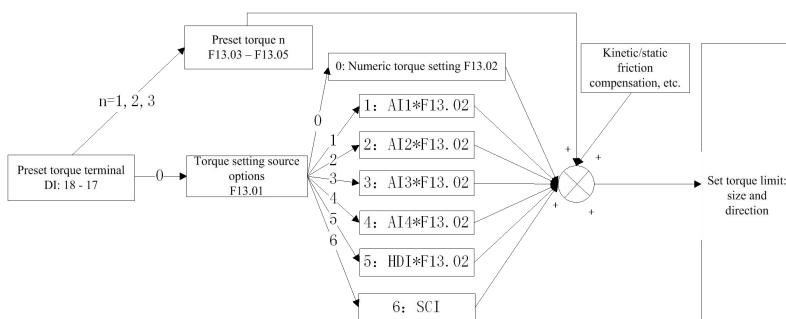 Preset torque n
F13.03 – F13.05
Kinetic/static
friction
compensation, etc.
0: Numeric torque setting F13.02
n=1, 2, 3
0
1: AI1*F13.02
1
2: AI2*F13.02
2
Preset torque terminal
DI: 18 - 17
0
Torque setting source
options
F13.01
3
3: AI3*F13.02
+
+
+
+
Set torque limit:
size and
direction
4
4: AI4*F13.02
5
5: HDI*F13.02
6
6: SCI